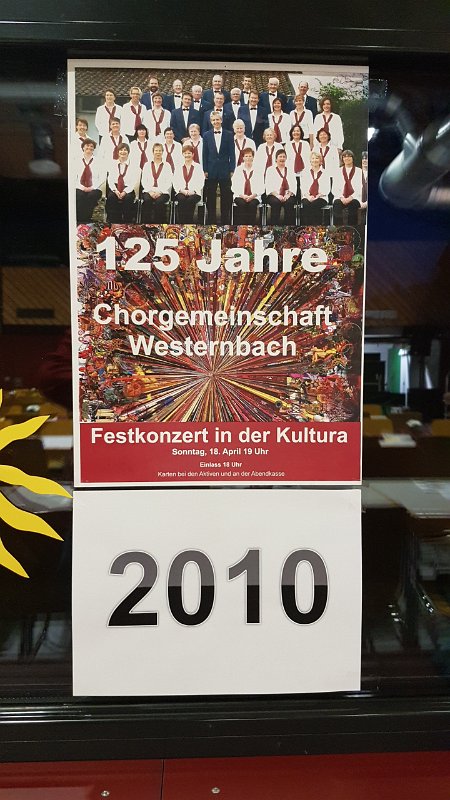 125 Jahre
Chorgemeinschaft
Westernbach
Festkonzert in der Kultura
Sonntag, 18. April 19 Uhr
Einlass 18 Uhr
Karten bei den Aktiven und an der Abendkasse
2010